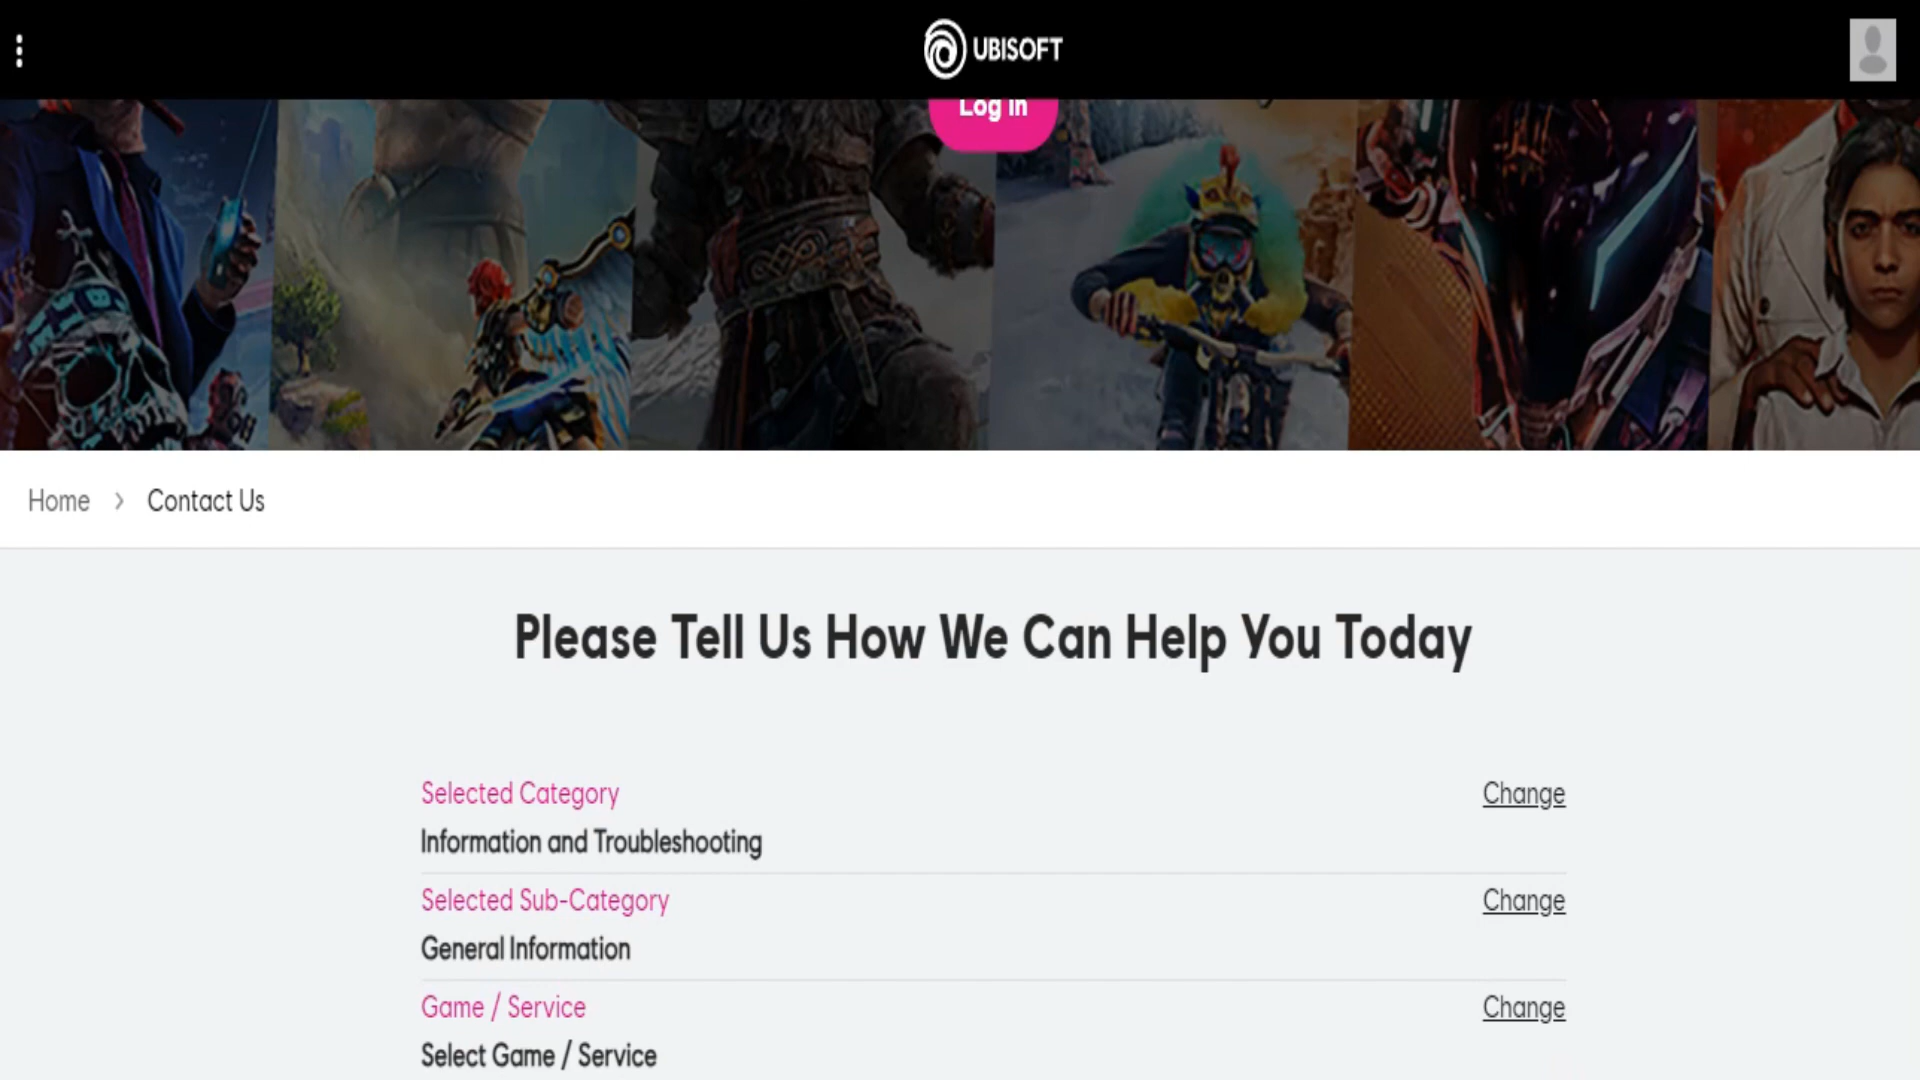 UBISOFT
Log In
Home > Contact Us
Please Tell Us How We Can Help You Today
Selected Category Change
Information and Troubleshooting
Selected Sub-Category Change
General Information
Game / Service Change
Select Game / Service